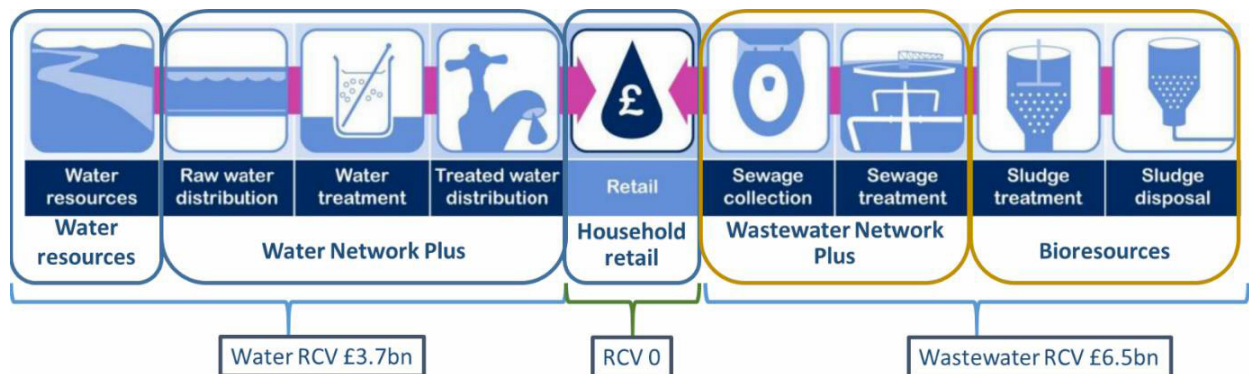 £
Water
resources
Raw water
distribution
Water
treatment
Treated water
distribution
Retail
Sewage
collection
Sewage
treatment
Sludge
treatment
Sludge
disposal
Water
resources
Water Network Plus
Household
retail
Wastewater Network
Plus
Bioresources
Water RCV £3.7bn
RCV 0
Wastewater RCV £6.5bn